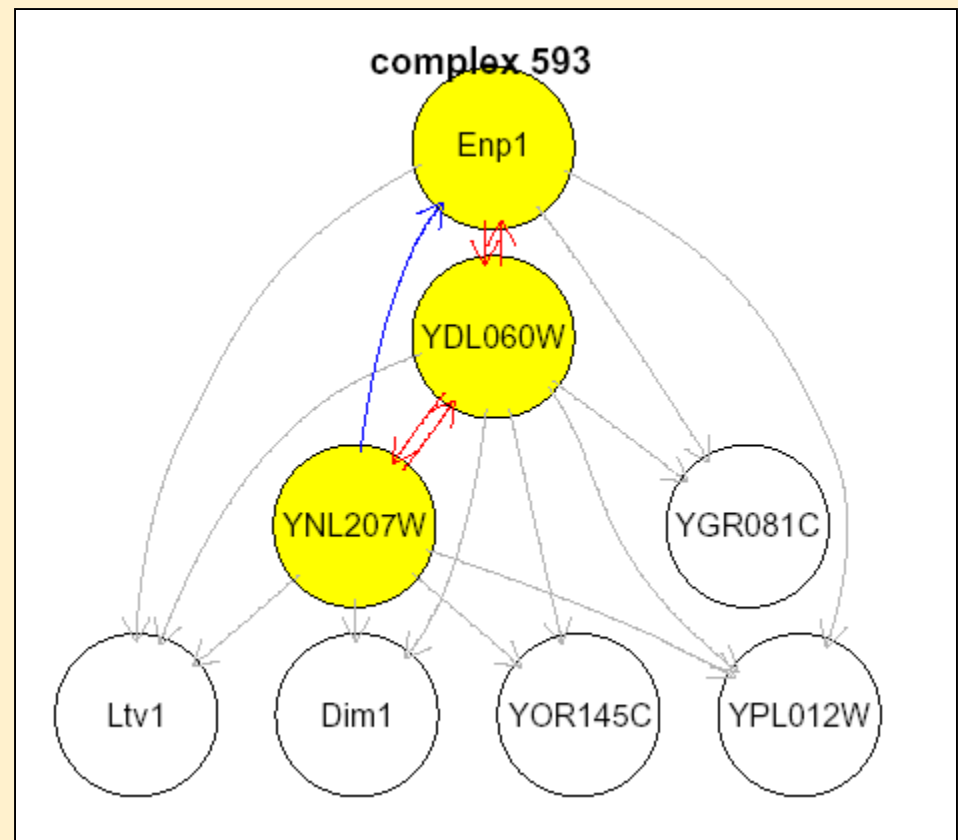 complex 593
Enp1
YDL060W
YNL207W
YGR081C
Ltv1
Dim1
YOR145C
YPL012W